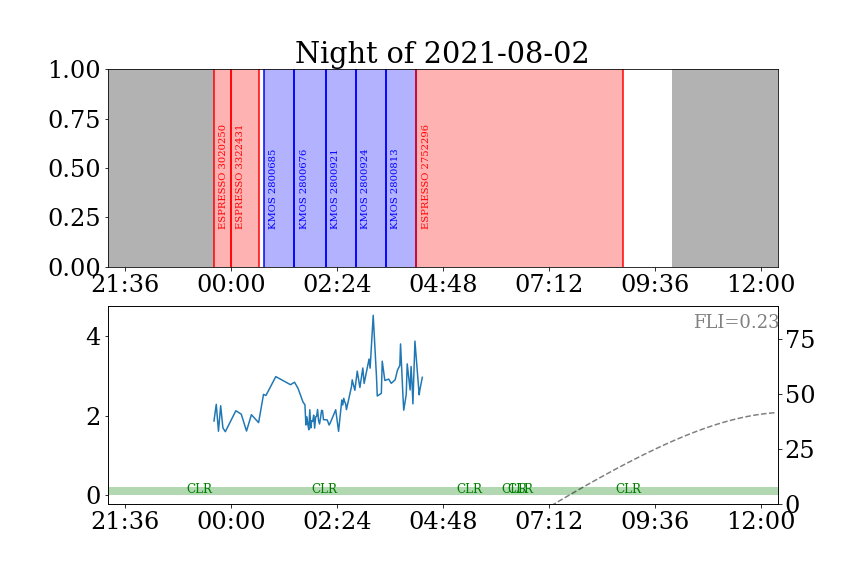 Night of 2021-08-02
1.00
0.75
0.50
0.25
0.00
ESPRESSO 3020250
ESPRESSO 3322431
KMOS 2800685
KMOS 2800676
KMOS 2800921
KMOS 2800924
KMOS 2800813
ESPRESSO 2752296
21:36 00:00 02:24 04:48 07:12 09:36 12:00
FLI=0.23
4
2
0
75
50
25
0
CLR CLR CLR CLR CLR CLR
21:36 00:00 02:24 04:48 07:12 09:36 12:00